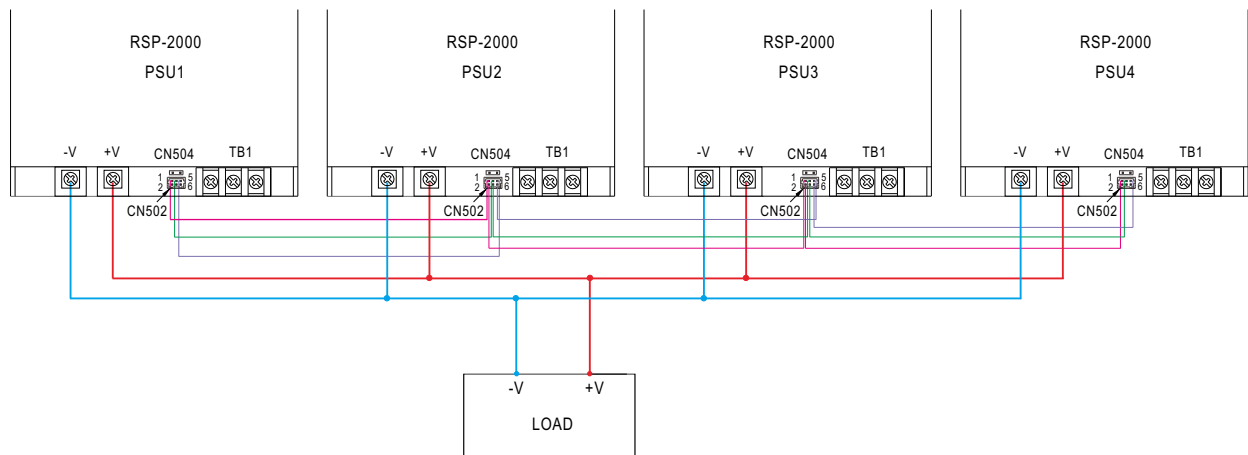 RSP-2000
PSU1
-V +V CN504 TB1
1 5
2 6
CN502
RSP-2000
PSU2
-V +V CN504 TB1
1 5
2 6
CN502
RSP-2000
PSU3
-V +V CN504 TB1
1 5
2 6
CN502
RSP-2000
PSU4
-V +V CN504 TB1
1 5
2 6
CN502
-V +V
LOAD